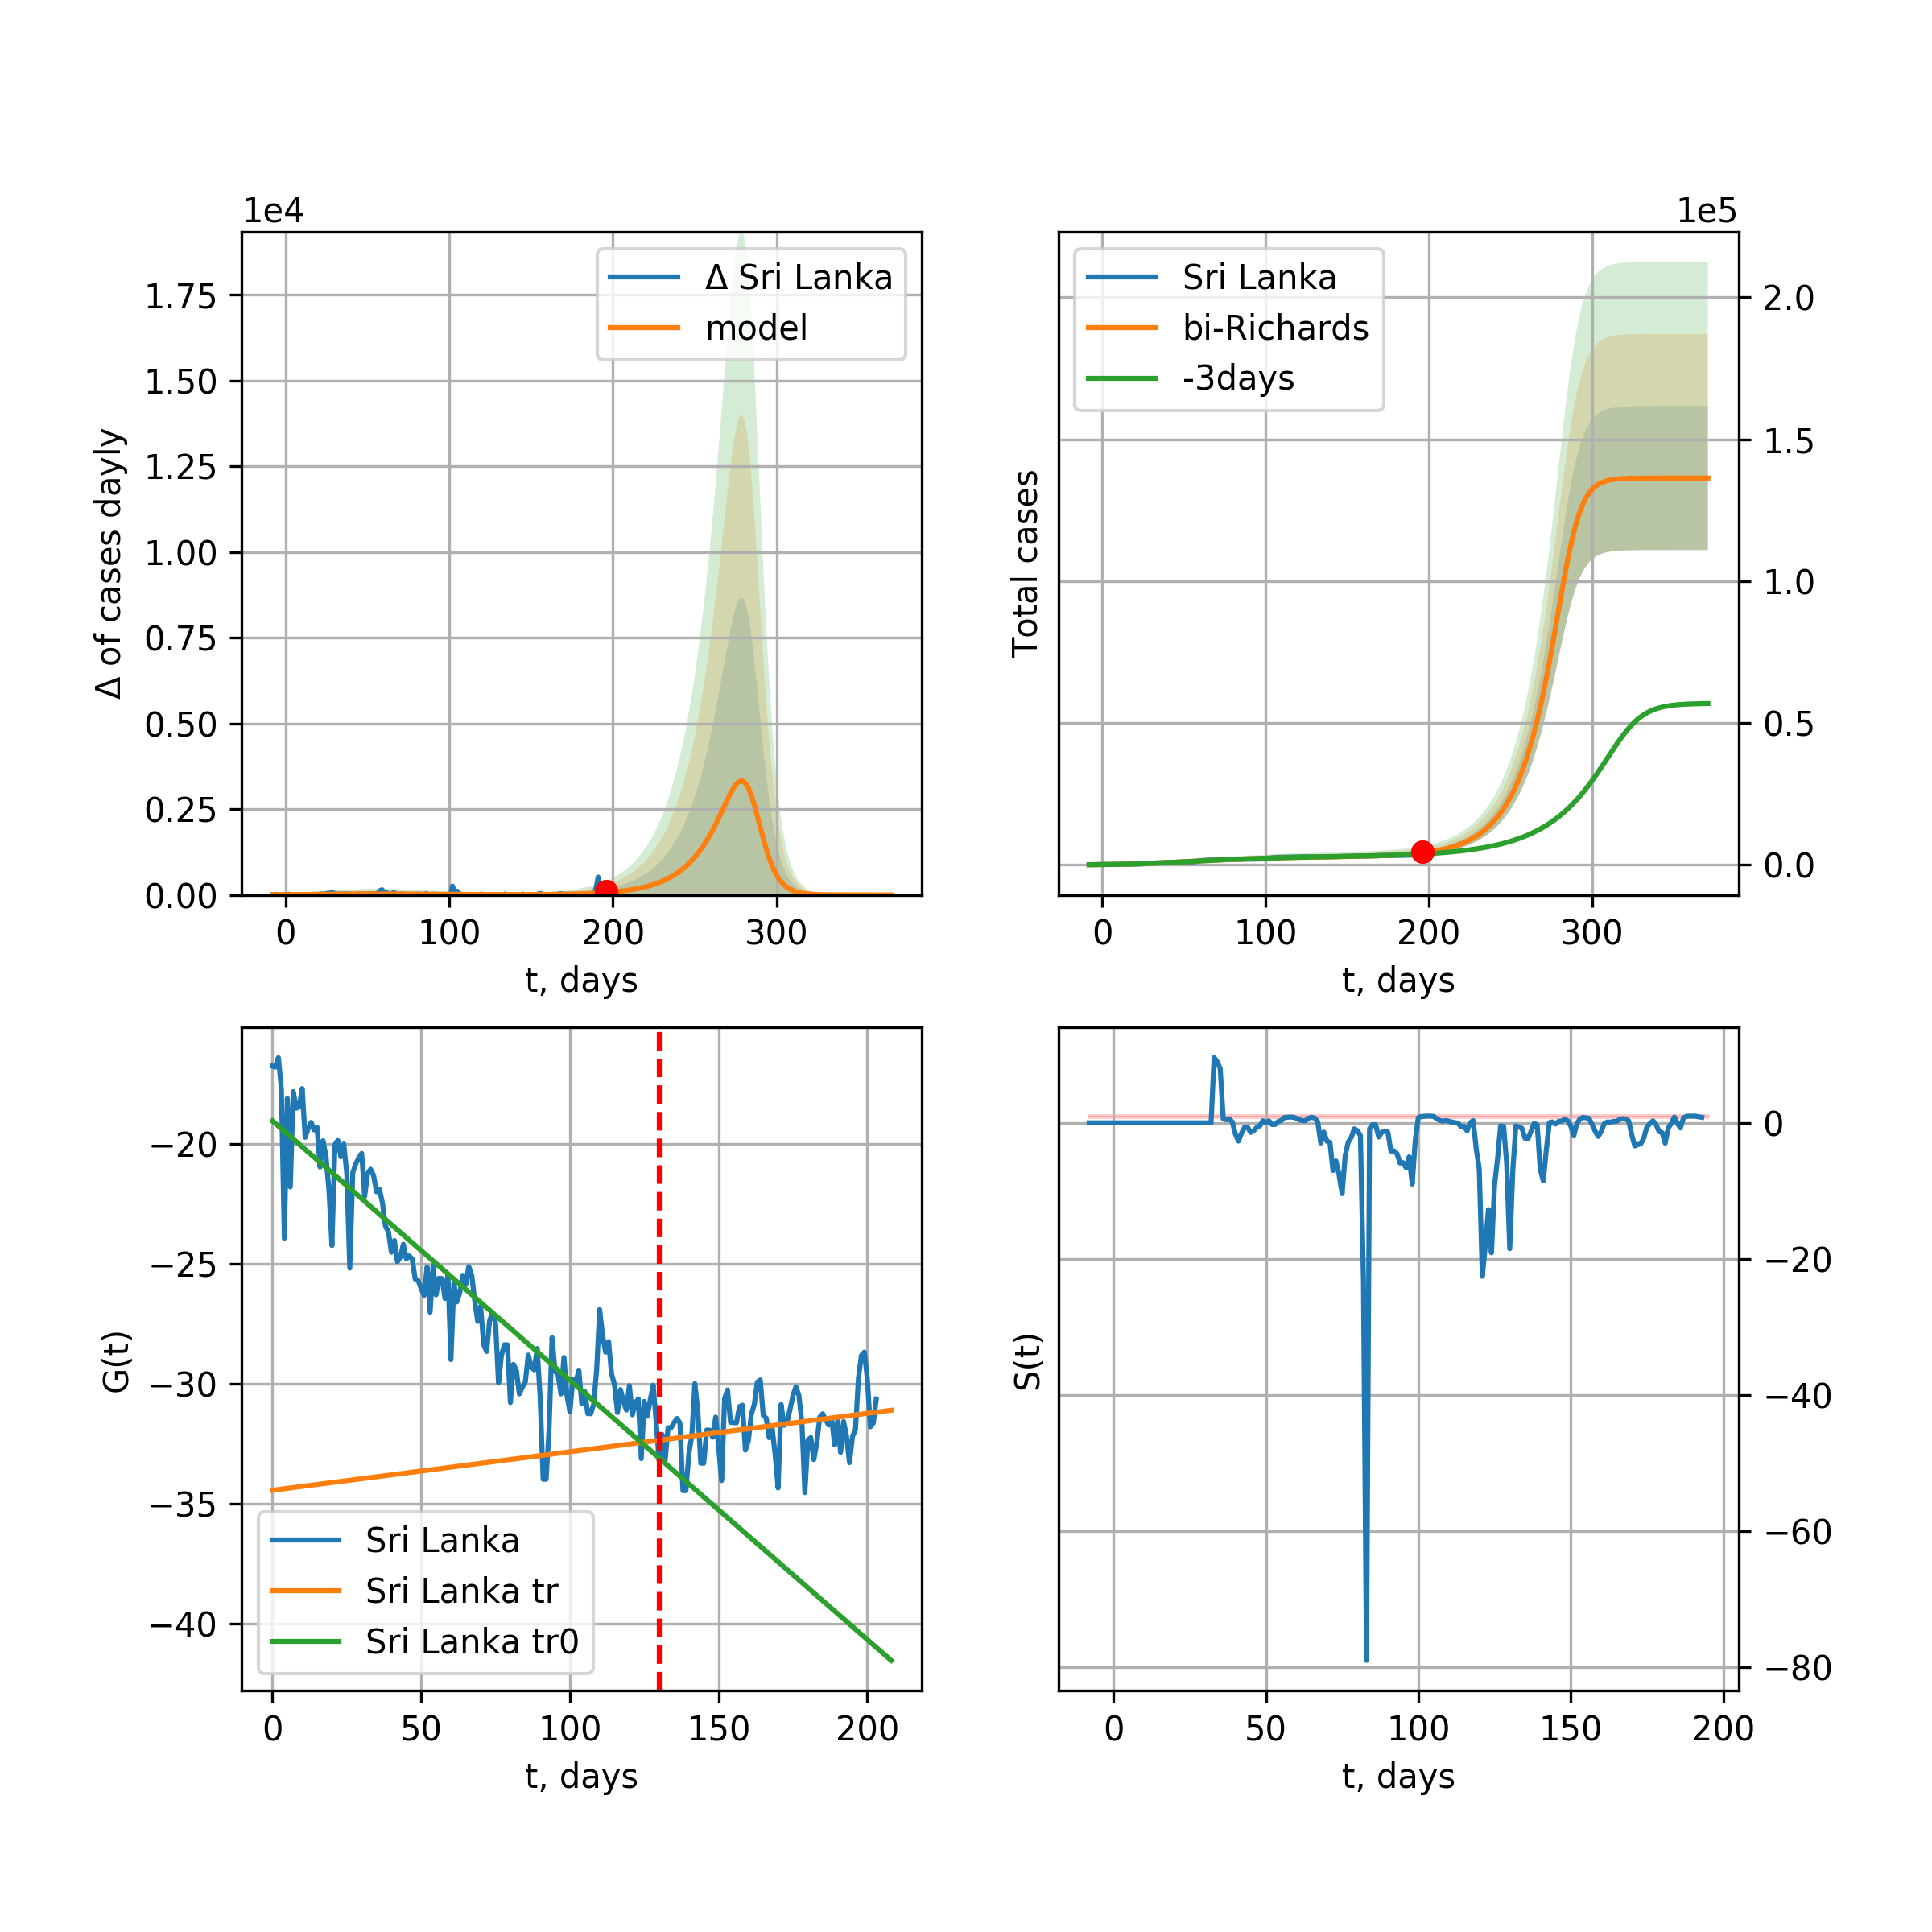 1e4
Δ of cases dayly
1.75
1.50
1.25
1.00
0.75
0.50
0.25
0.00
Δ Sri Lanka
model
0 100 200 300
t, days
1e5
Total cases
Sri Lanka
bi-Richards
-3days
2.0
1.5
1.0
0.5
0.0
0 100 200 300
t, days
G(t)
−20
−25
−30
−35
−40
Sri Lanka
Sri Lanka tr
Sri Lanka tr0
0 50 100 150 200
t, days
S(t)
0
−20
−40
−60
−80
0 50 100 150 200
t, days